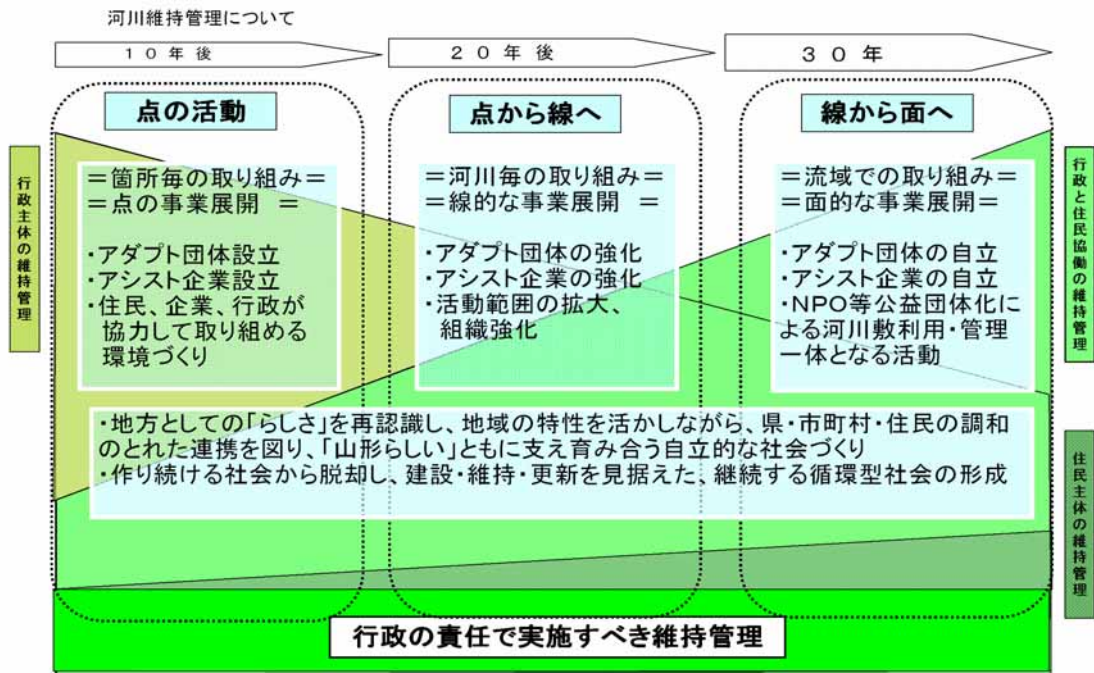 河川維持管理について
10年後
20年後
30年
点の活動
点から線へ
線から面へ
行政主体の維持管理
＝箇所毎の取り組み＝
＝点の事業展開　＝
・アダプト団体設立
・アシスト企業設立
・住民、企業、行政が
協力して取り組める
環境づくり
＝河川毎の取り組み＝
＝線的な事業展開　＝
・アダプト団体の強化
・アシスト企業の強化
・活動範囲の拡大、
組織強化
＝流域での取り組み＝
＝面的な事業展開＝
・アダプト団体の自立
・アシスト企業の自立
・NPO等公益団体化に
よる河川敷利用・管理
一体となる活動
行政と住民協働の維持管理
・地方としての「らしさ」を再認識し、地域の特性を活かしながら、県・市町村・住民の調和
のとれた連携を図り、「山形らしい」ともに支え育み合う自立的な社会づくり
・作り続ける社会から脱却し、建設・維持・更新を見据えた、継続する循環型社会の形成
住民主体の維持管理
行政の責任で実施すべき維持管理